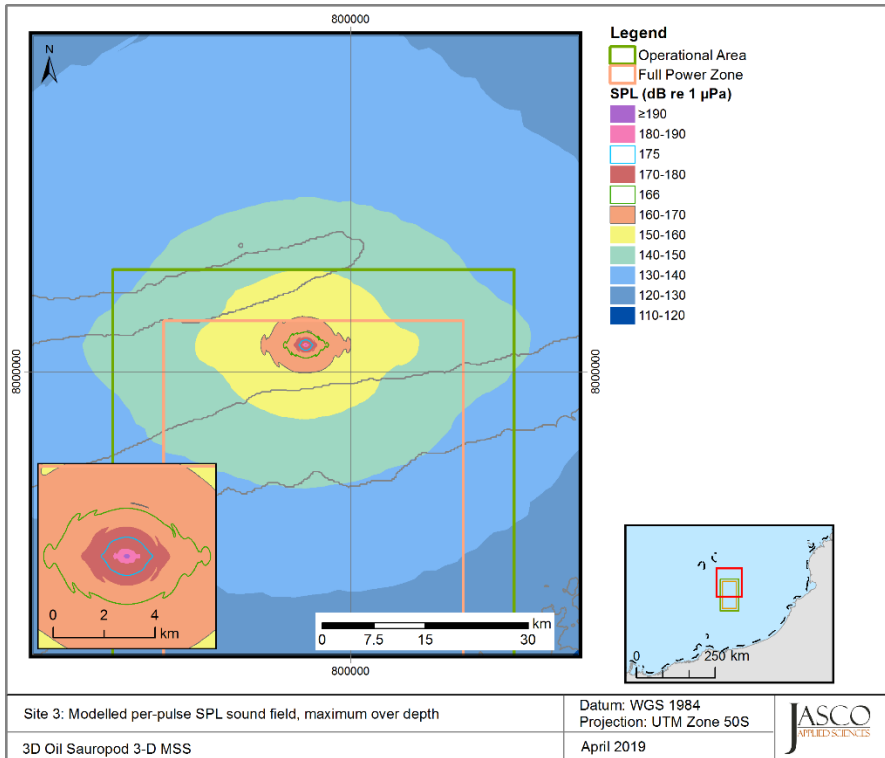 800000
N
8000000
8000000
0 2 4
km
km
0 7.5 15 30
800000
Legend
Operational Area
Full Power Zone
SPL (dB re 1 µPa)
≥190
180-190
175
170-180
166
160-170
150-160
140-150
130-140
120-130
110-120
0 250 km
Site 3: Modelled per-pulse SPL sound field, maximum over depth
3D Oil Sauropod 3-D MSS
Datum: WGS 1984
Projection: UTM Zone 50S
April 2019
JASCO
APPLIED SCIENCES